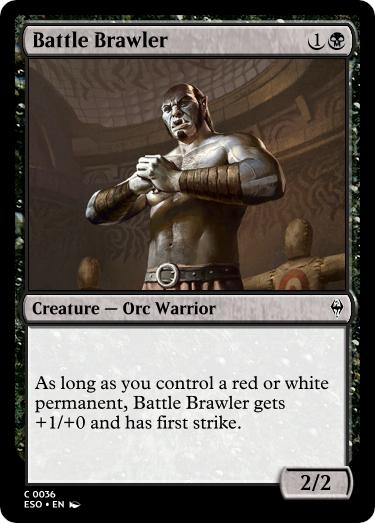 Battle Brawler 1
Creature — Orc Warrior
As long as you control a red or white
permanent, Battle Brawler gets
+1/+0 and has first strike.
2/2
C 0036
ESO • EN